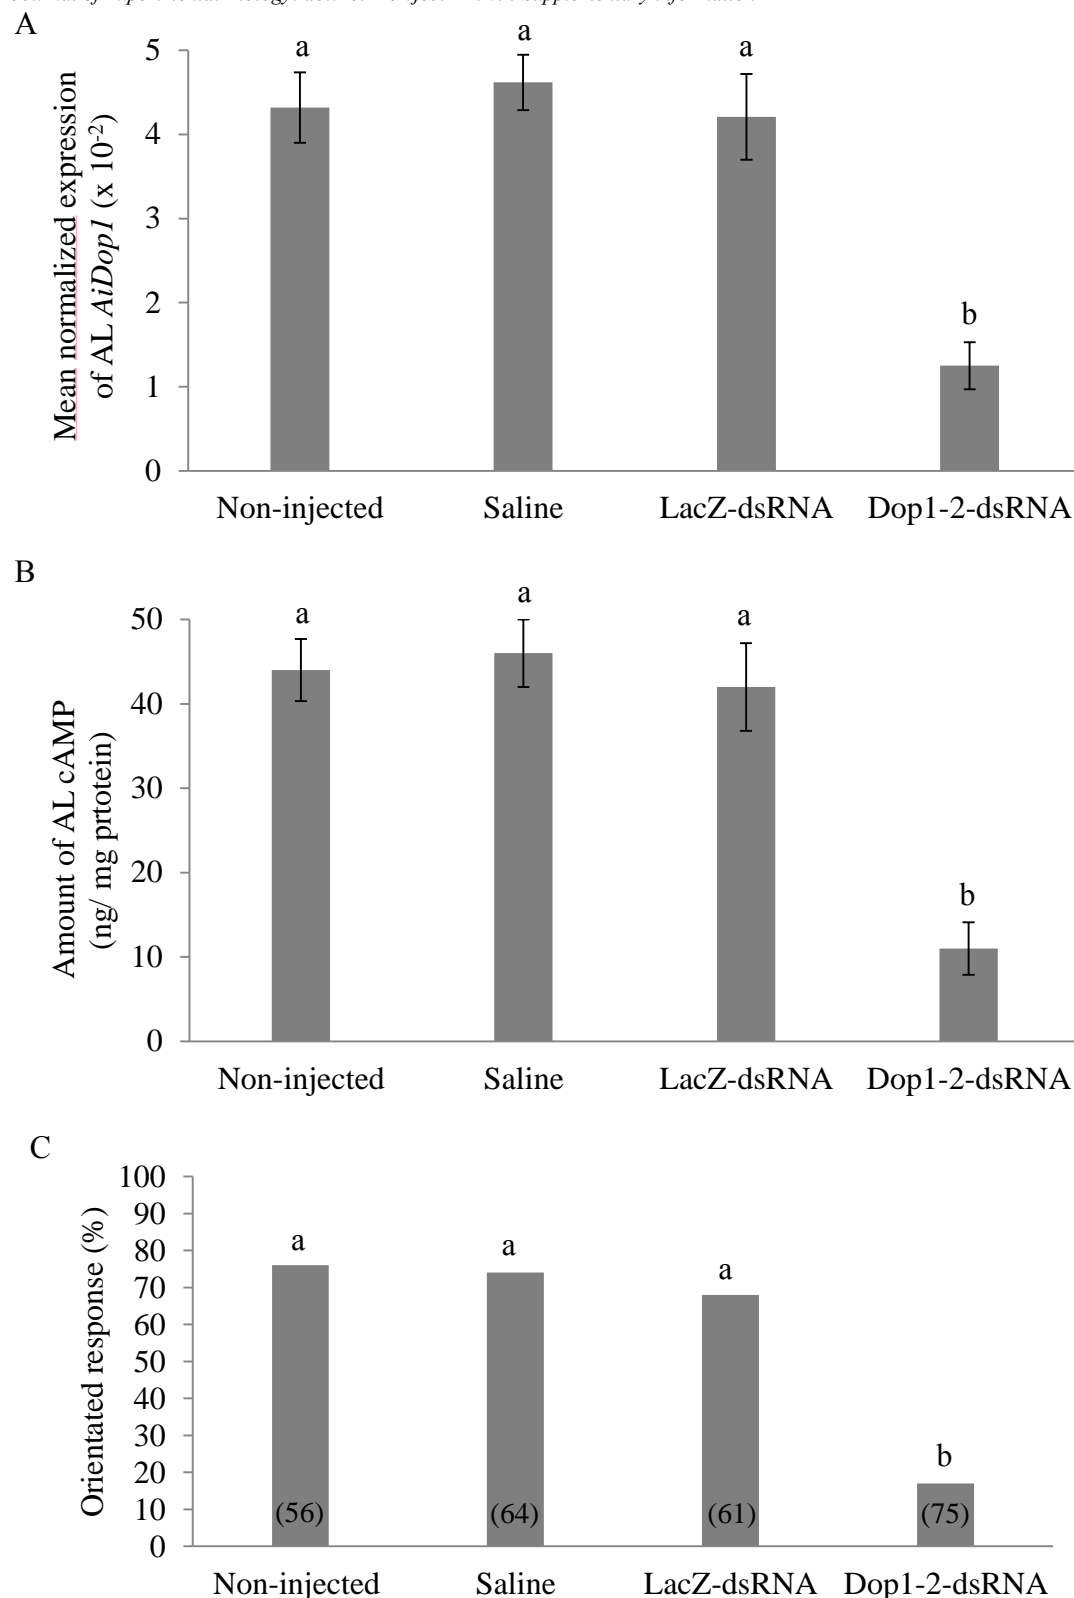 A
a
a
a
b
5
4
3
2
1
0
Mean normalized expression
of AL AiDop1 (x 10-2)
Non-injected Saline LacZ-dsRNA Dop1-2-dsRNA
B
a
a
a
b
50
40
30
20
10
0
Amount of AL cAMP
(ng/ mg prtotein)
Non-injected Saline LacZ-dsRNA Dop1-2-dsRNA
C
a
a
a
b
100
90
80
70
60
50
40
30
20
10
0
Orientated response (%)
(56) (64) (61) (75)
Non-injected Saline LacZ-dsRNA Dop1-2-dsRNA